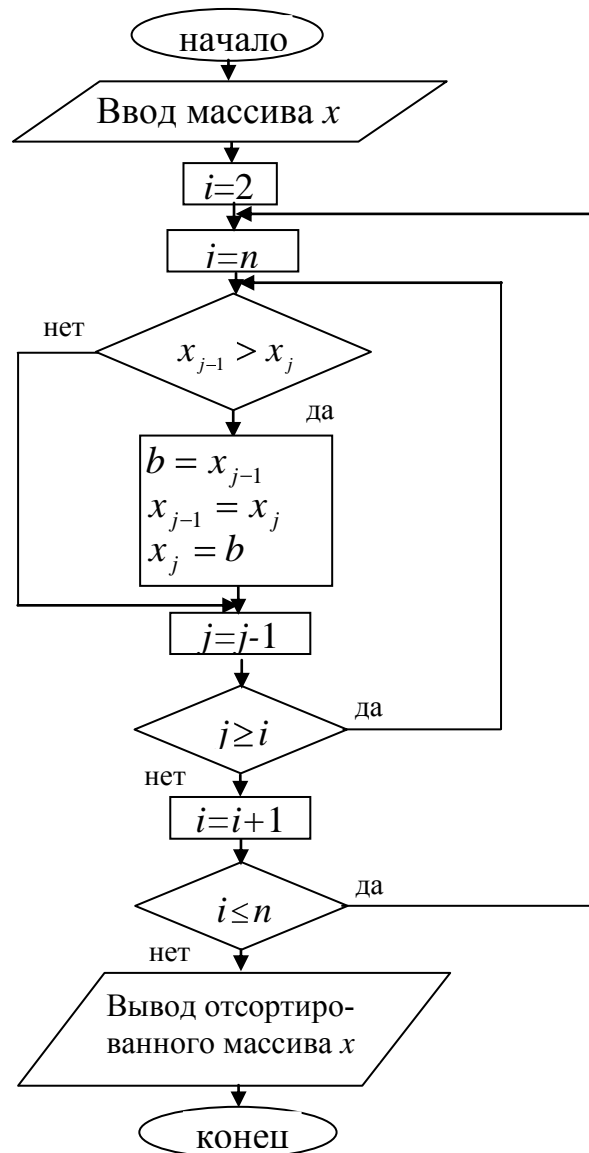 начало
Ввод массива x
i=2
j=n
нет
x_{j-1} > x_j
да
b = x_{j-1}
x_{j-1} = x_j
x_j = b
j=j-1
да
j≥i
нет
i=i+1
да
i≤n
нет
Вывод отсортиро-
ванного массива x
конец